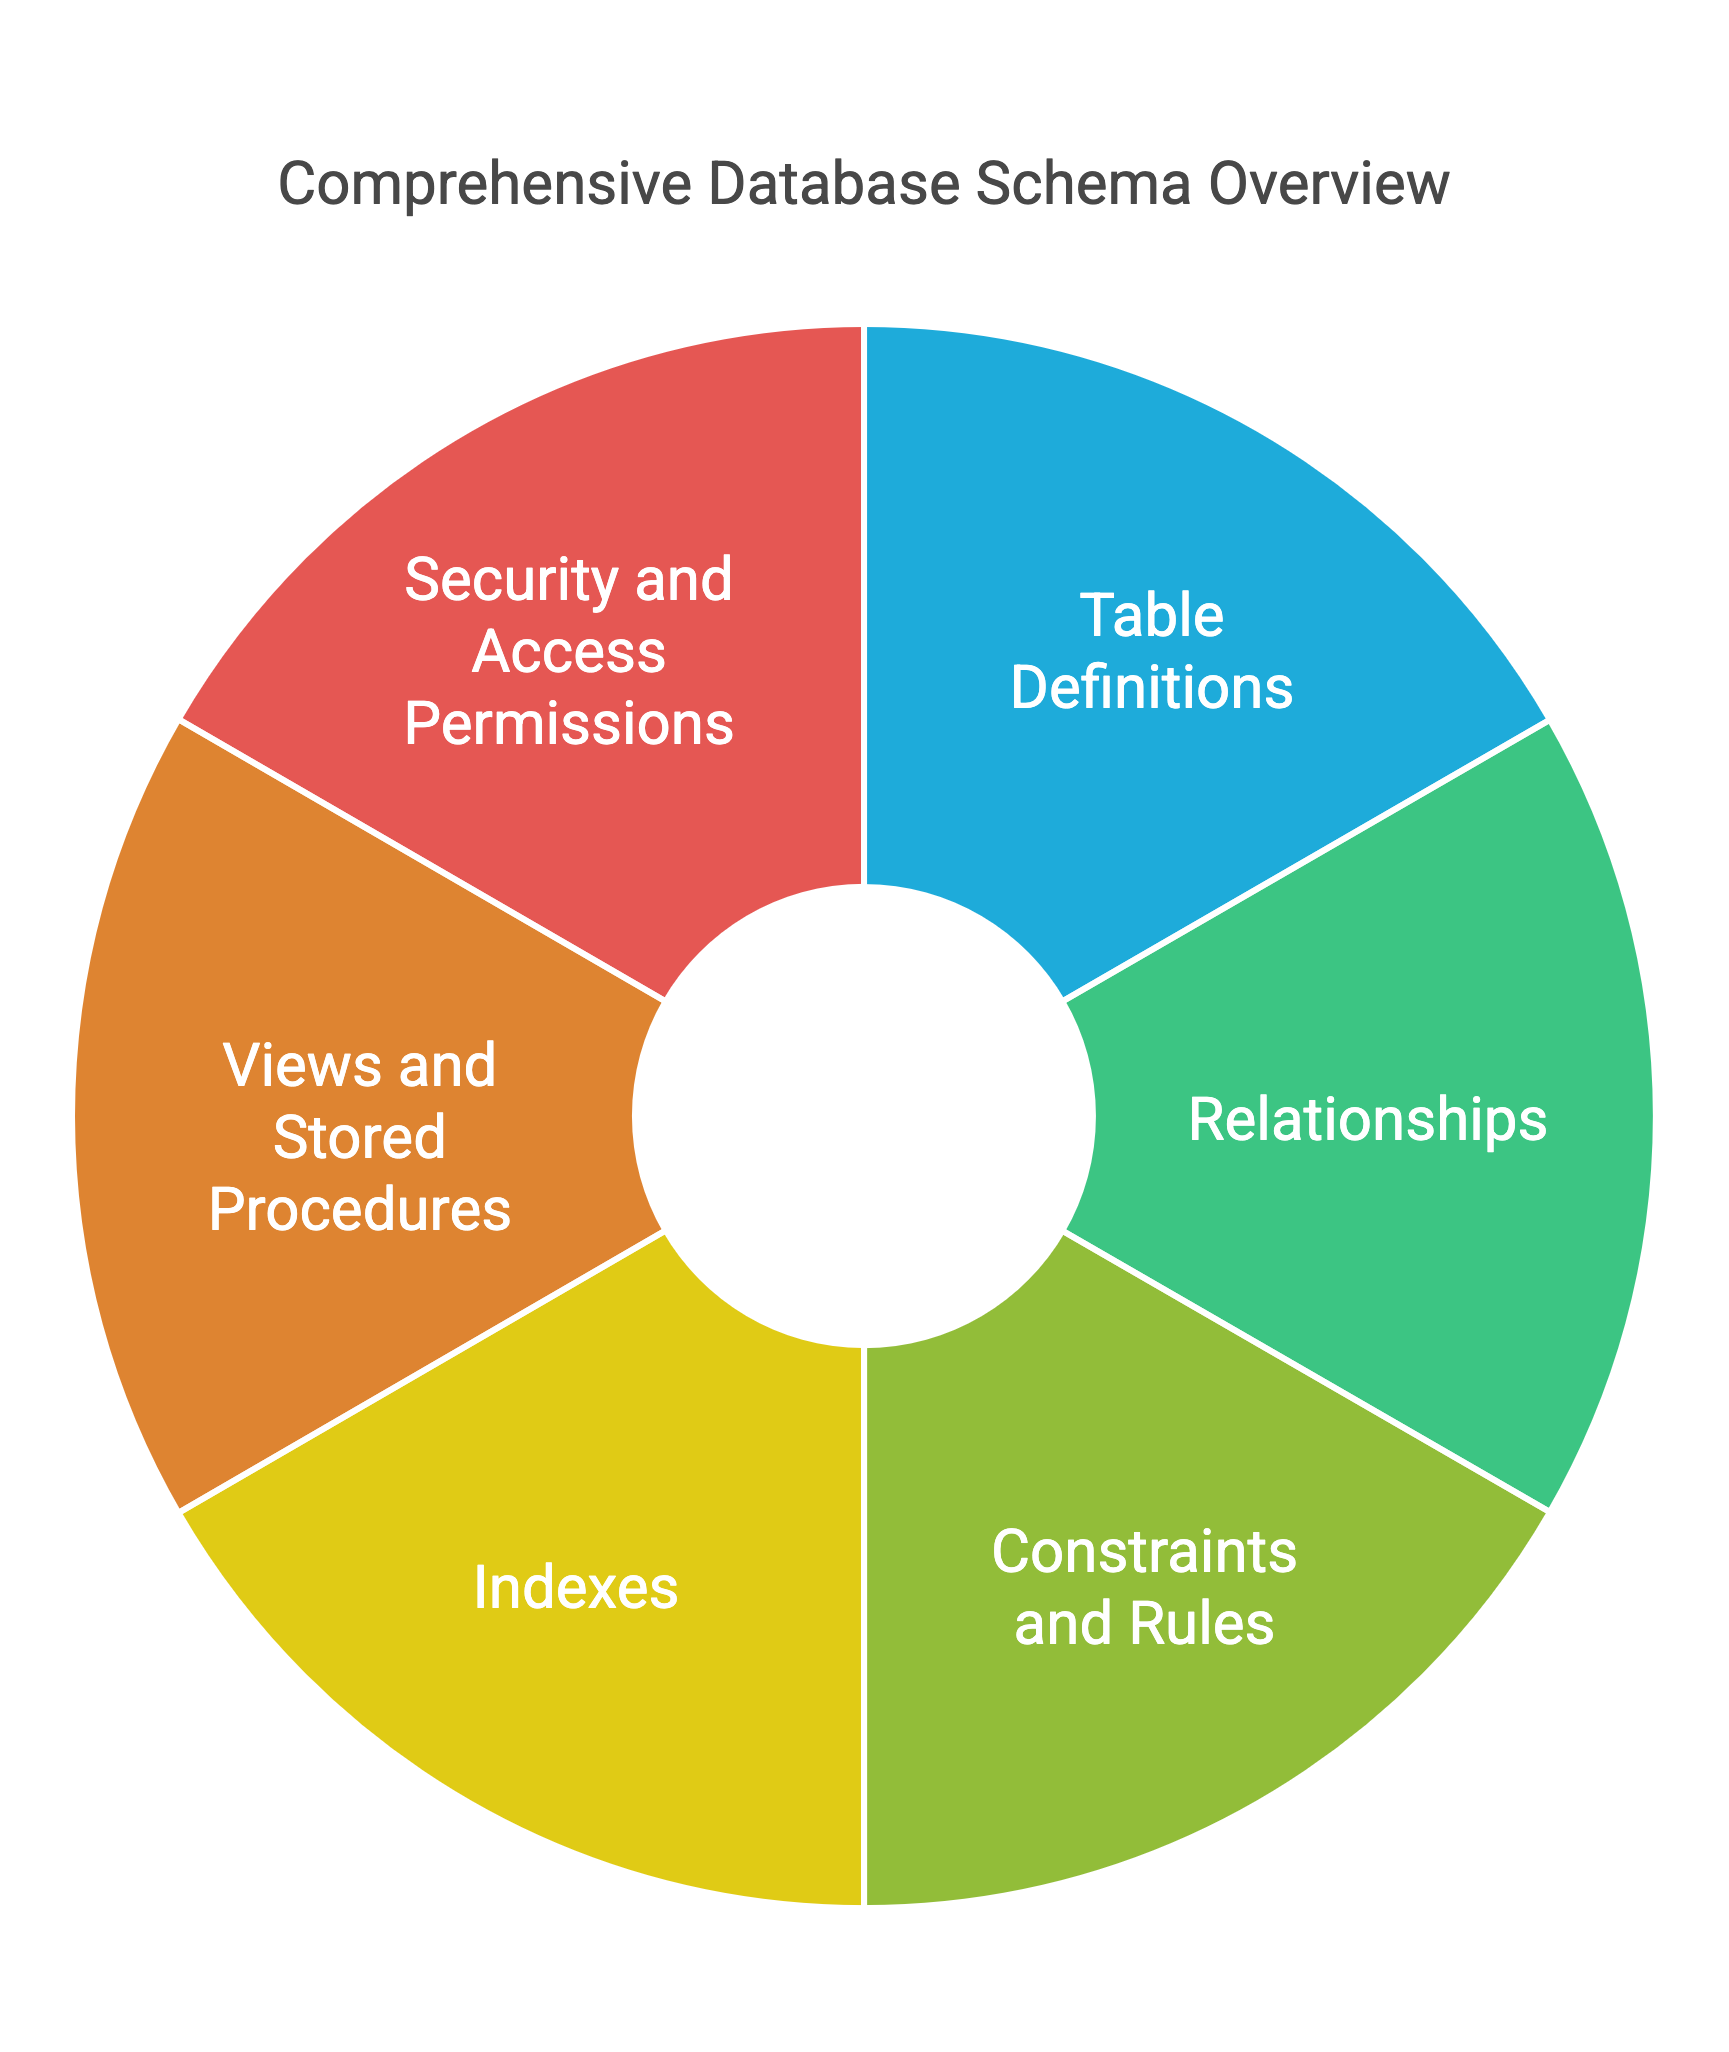 Comprehensive Database Schema Overview
Security and
Access
Permissions
Table
Definitions
Views and
Stored
Procedures
Relationships
Indexes
Constraints
and Rules